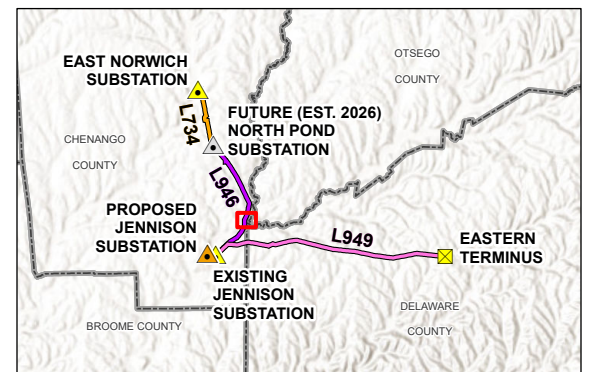 OTSEGO
COUNTY
EAST NORWICH
SUBSTATION
L734
FUTURE (EST. 2026)
NORTH POND
SUBSTATION
CHENANGO
COUNTY
L946
PROPOSED
JENNISON
SUBSTATION
L949
EASTERN
TERMINUS
EXISTING
JENNISON
SUBSTATION
BROOME COUNTY
DELAWARE
COUNTY